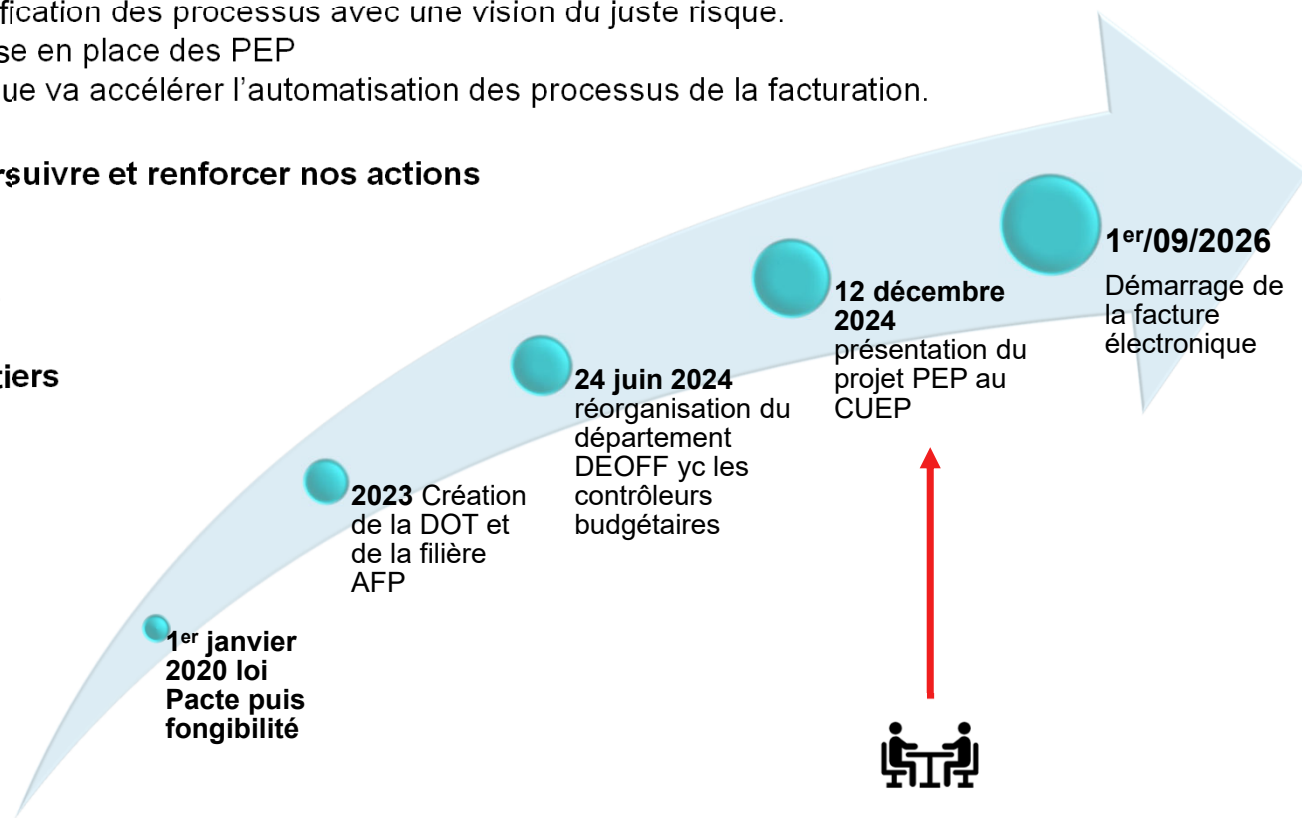 fication des processus avec une vision du juste risque.
se en place des PEP
ue va accélérer l’automatisation des processus de la facturation.
rsuivre et renforcer nos actions
1er/09/2026
Démarrage de
la facture
électronique
12 décembre
2024
présentation du
projet PEP au
CUEP
tiers
24 juin 2024
réorganisation du
département
DEOFF yc les
contrôleurs
budgétaires
2023 Création
de la DOT et
de la filière
AFP
1er janvier
2020 loi
Pacte puis
fongibilité